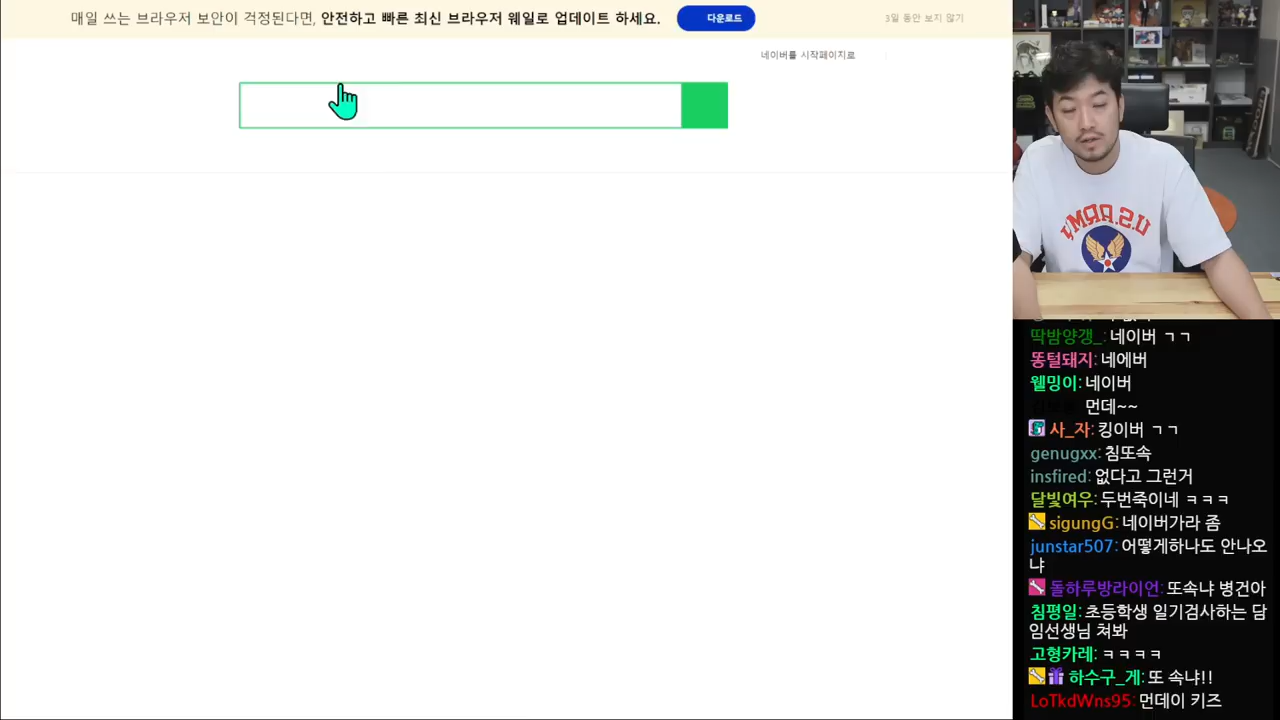 매일 쓰는 브라우저 보안이 걱정된다면, 안전하고 빠른 최신 브라우저 웨일로 업데이트 하세요.
다운로드
3일 동안 보지 않기
네이버를 시작페이지로
U.S. ARMY
딱밤양갱_: 네이버 ㄱㄱ
똥털돼지: 네에버
웰밍이: 네이버
먼데~~
사_자: 킹이버 ㄱㄱ
genugxx: 침또속
insfired: 없다고 그런거
달빛여우: 두번죽이네 ㅋㅋㅋ
sigungG: 네이버가라 좀
junstar507: 어떻게하나도 안나오
냐
돌하루방라이언: 또속냐 병건아
침평일: 초등학생 일기검사하는 담
임선생님 쳐봐
고형카레: ㅋㅋㅋㅋ
하수구_게: 또 속냐!!
LoTkdWns95: 먼데이 키즈